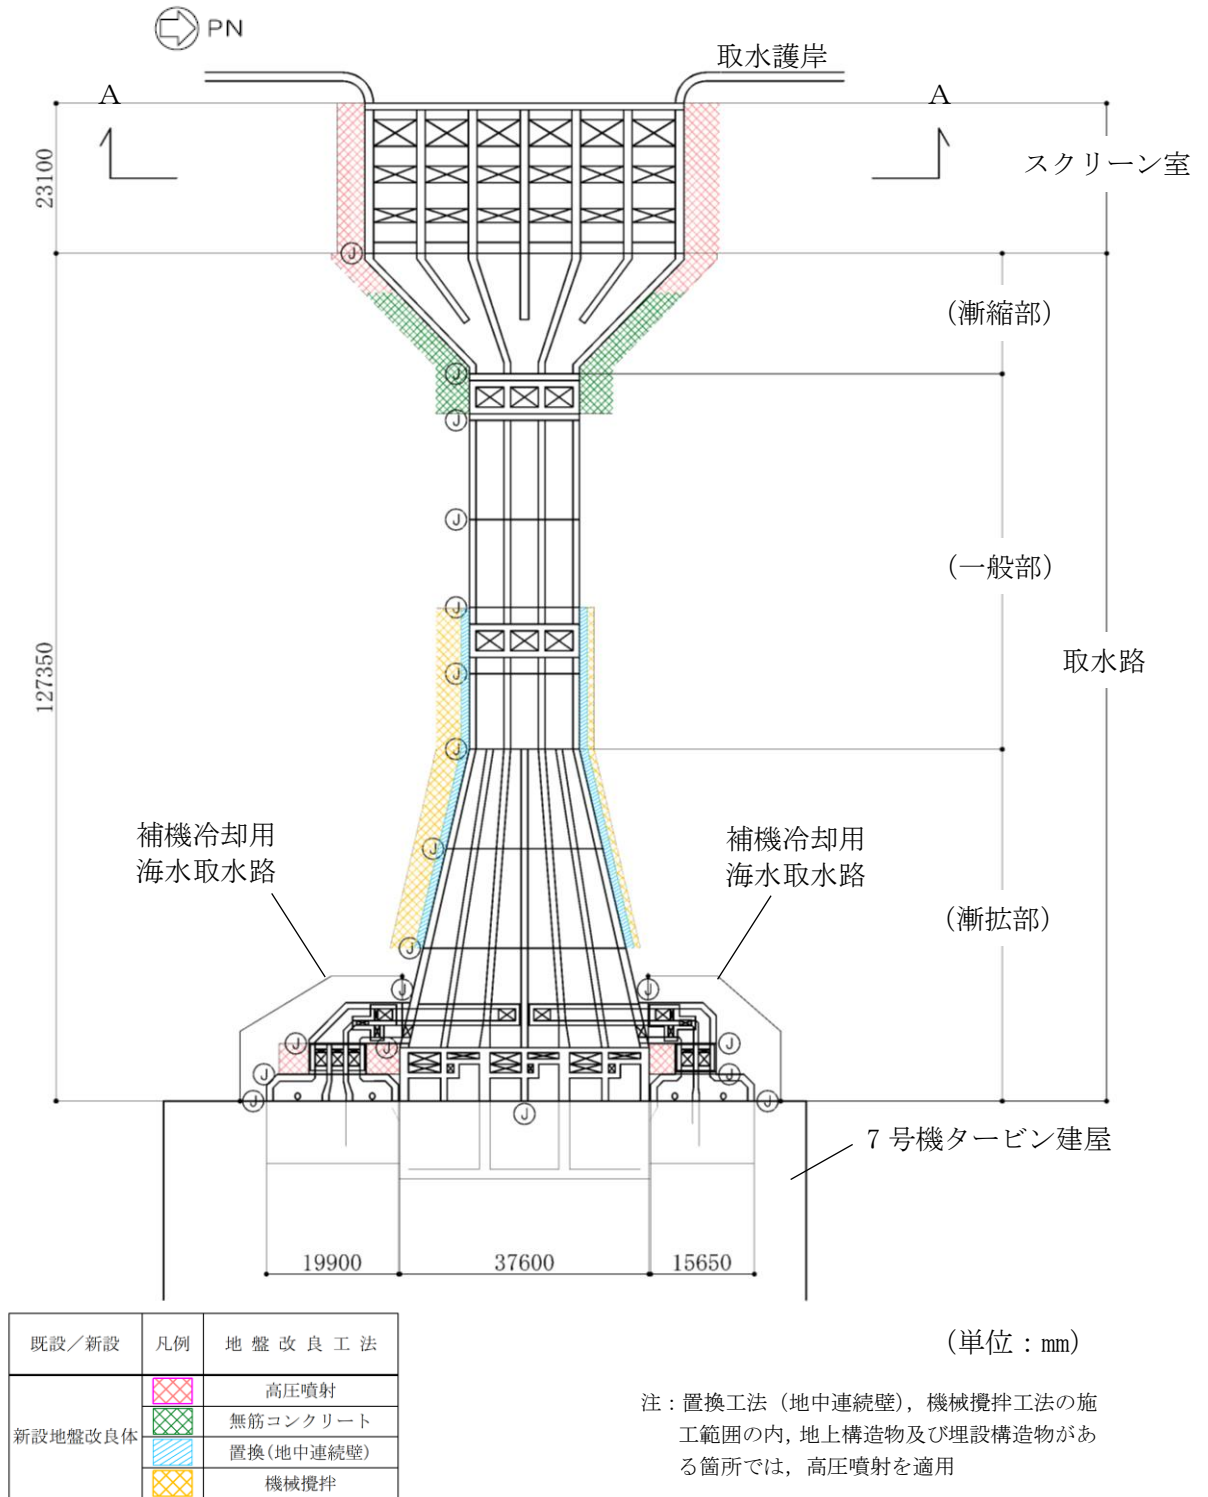 PN
取水護岸
A
A
23100
スクリーン室
J
(漸縮部)
J
J
J
(一般部)
J
127350
取水路
J
J
補機冷却用
海水取水路
J
補機冷却用
海水取水路
(漸拡部)
J
J
J
J
J
J
J
J
J
J
J
7 号機タービン建屋
19900
37600
15650
既設／新設
凡例
地盤改良工法
高圧噴射
無筋コンクリート
新設地盤改良体
置換(地中連続壁)
機械攪拌
(単位：mm)
注：置換工法（地中連続壁），機械攪拌工法の施
工範囲の内，地上構造物及び埋設構造物があ
る箇所では，高圧噴射を適用